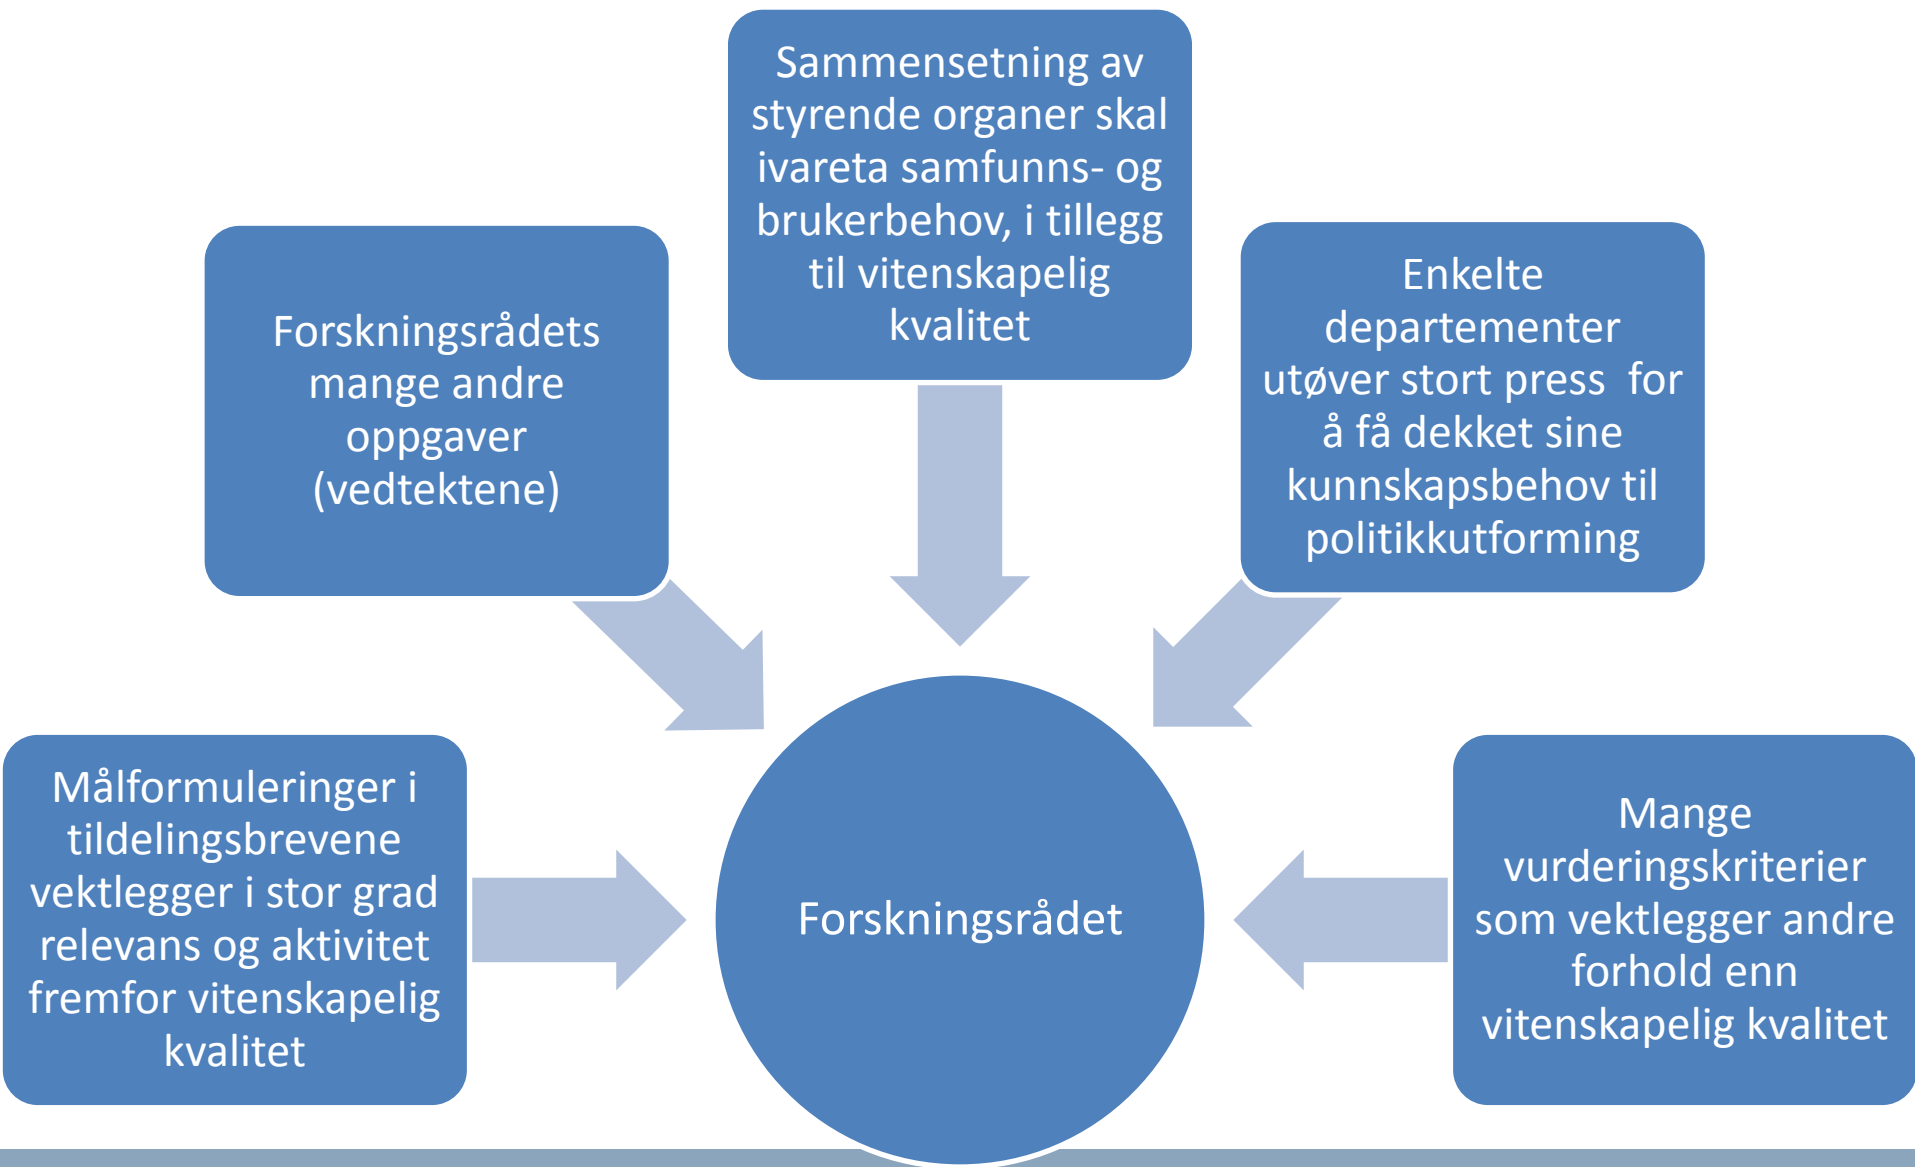 Sammensetning av
styrende organer skal
ivareta samfunns- og
brukerbehov, i tillegg
til vitenskapelig
kvalitet
Forskningsrådets
mange andre
oppgaver
(vedtektene)
Enkelte
departementer
utøver stort press  for
å få dekket sine
kunnskapsbehov til
politikkutforming
Målformuleringer i
tildelingsbrevene
vektlegger i stor grad
relevans og aktivitet
fremfor vitenskapelig
kvalitet
Forskningsrådet
Mange
vurderingskriterier
som vektlegger andre
forhold enn
vitenskapelig kvalitet